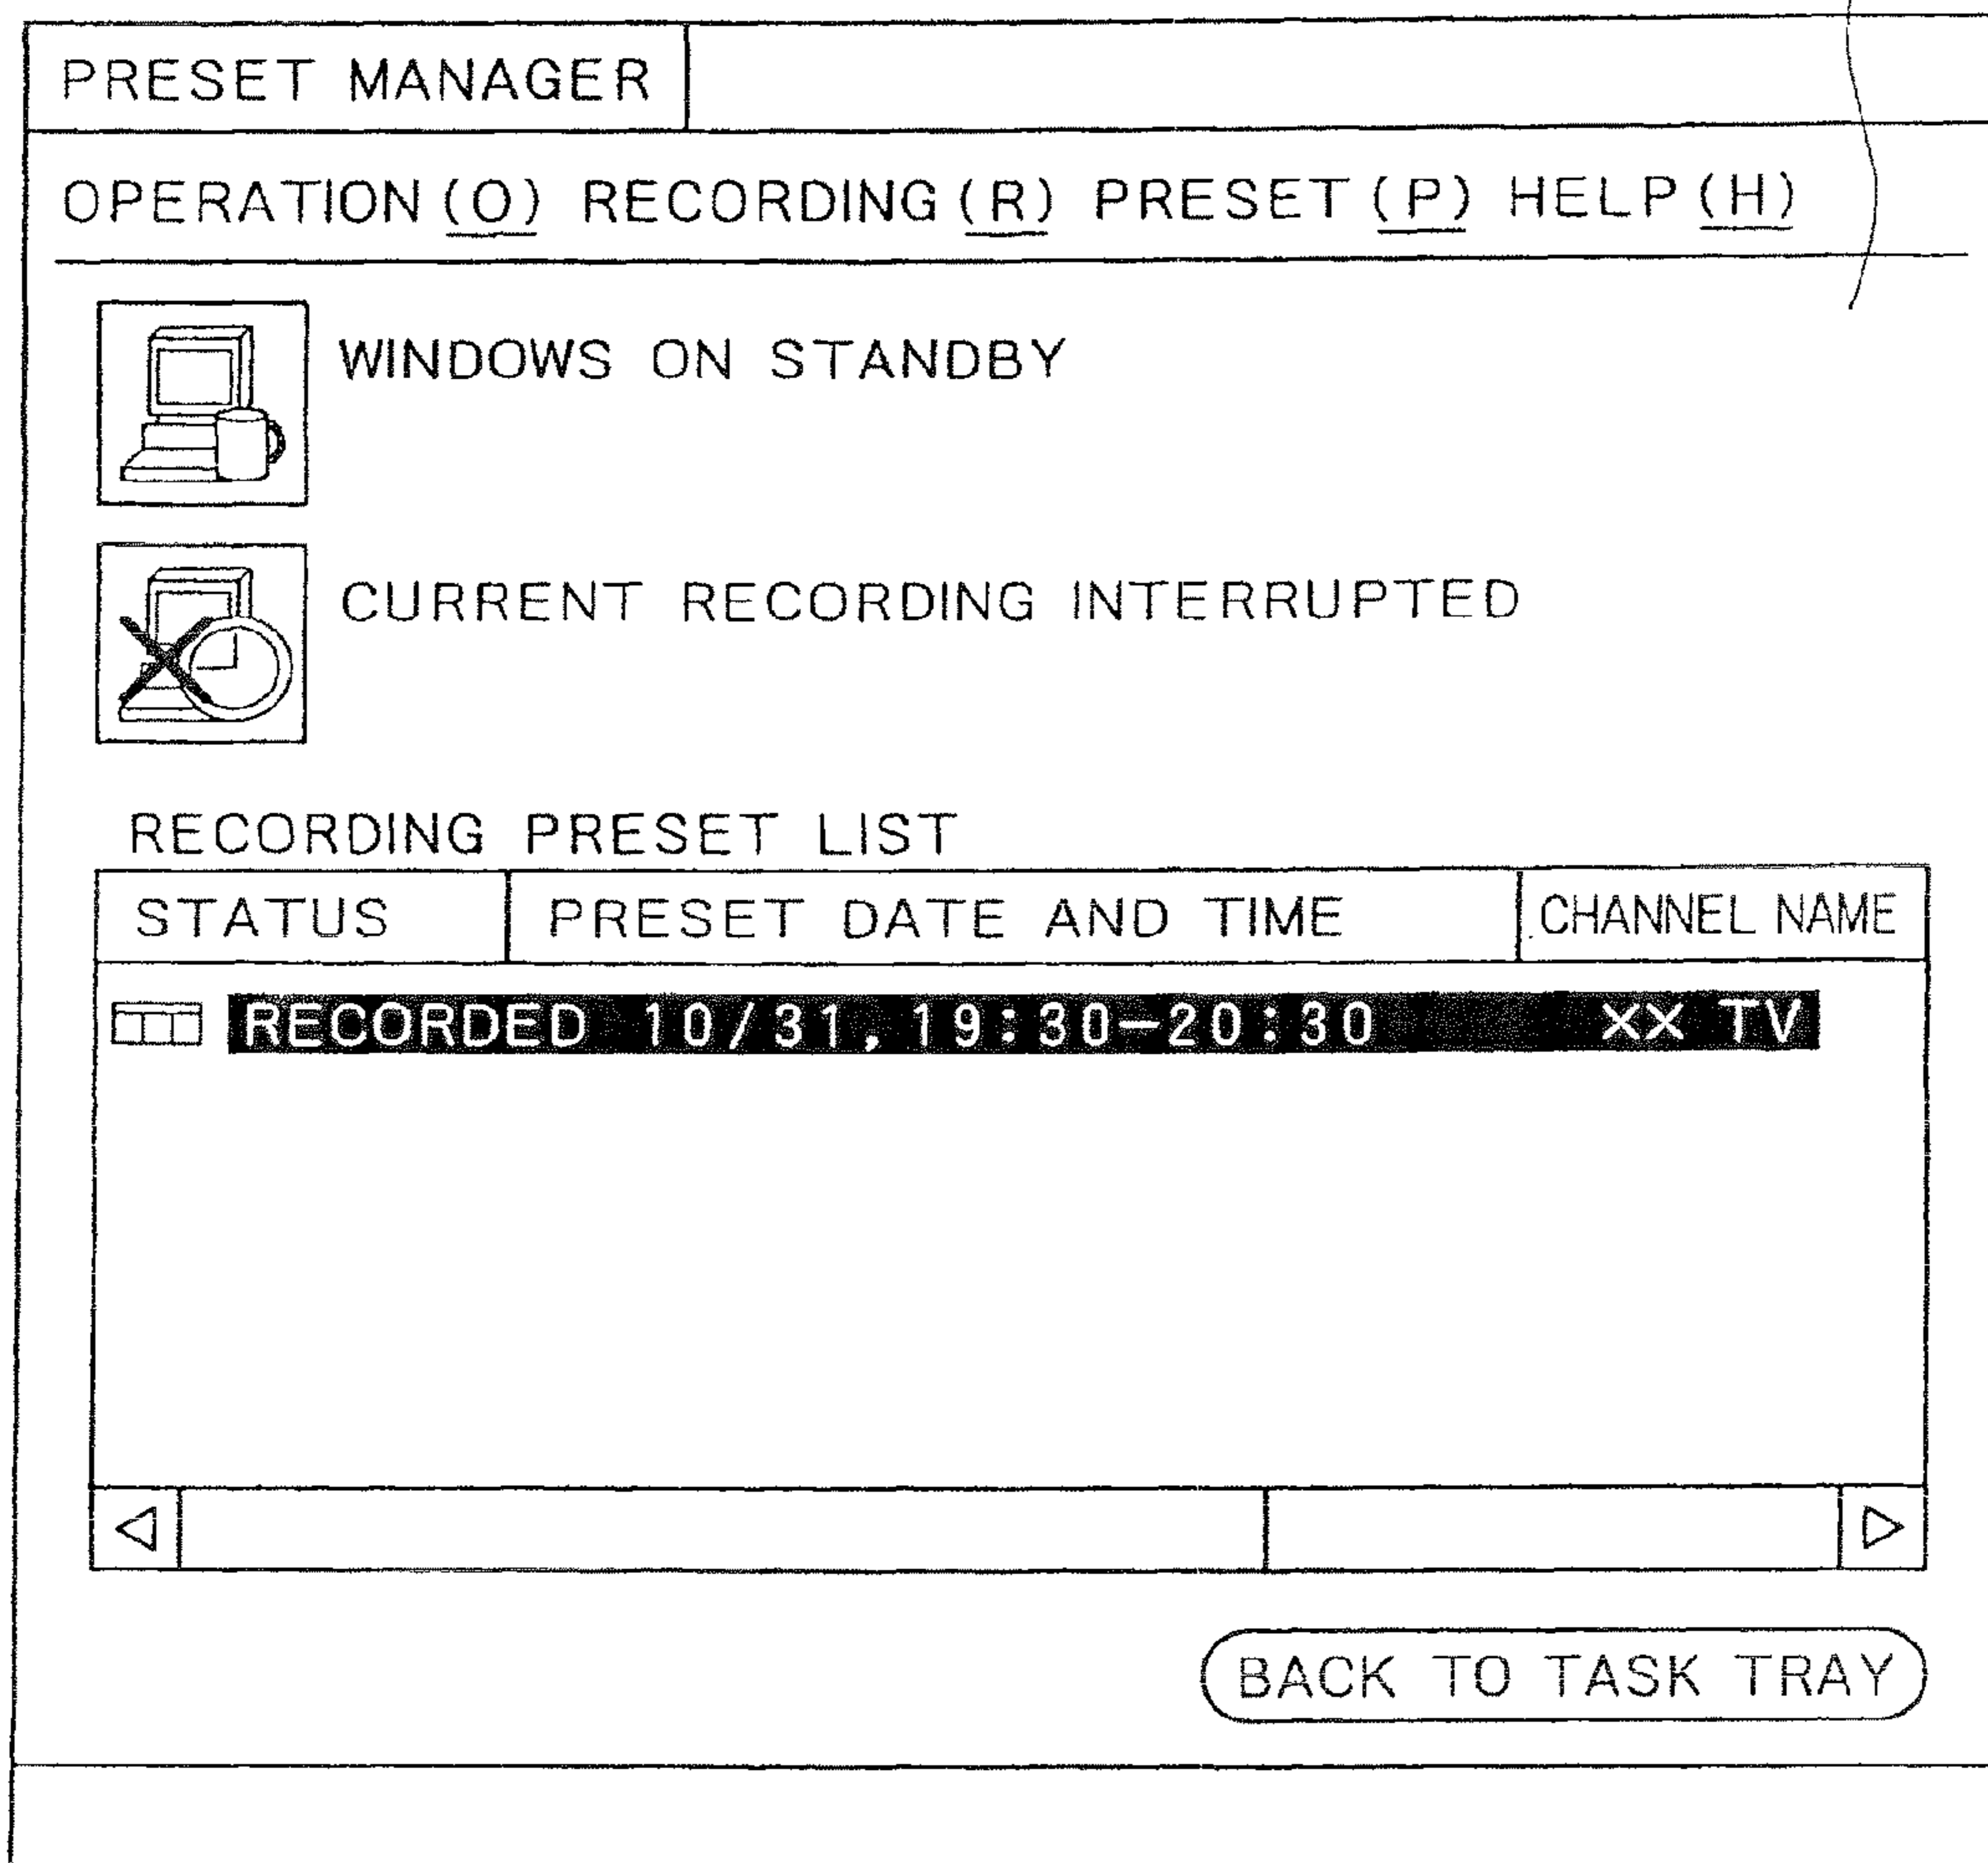 PRESET MANAGER
OPERATION (O) RECORDING (R) PRESET (P) HELP (H)
WINDOWS ON STANDBY
CURRENT RECORDING INTERRUPTED
RECORDING PRESET LIST
STATUS PRESET DATE AND TIME CHANNEL NAME
RECORDED 10/31, 19:30-20:30 ×× TV
BACK TO TASK TRAY